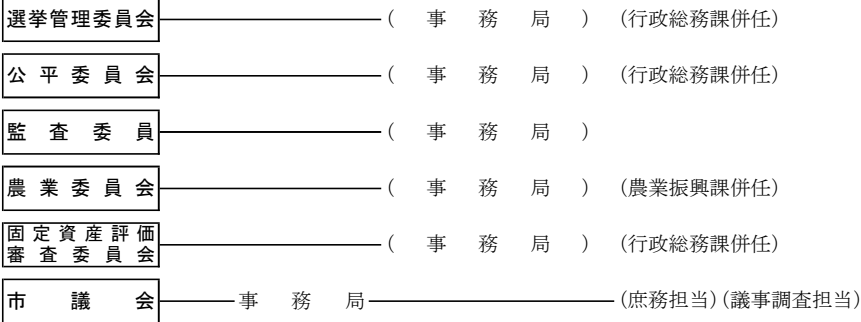 選挙管理委員会 (事務局) (行政総務課併任)
公平委員会 (事務局) (行政総務課併任)
監査委員 (事務局)
農業委員会 (事務局) (農業振興課併任)
固定資産評価
審査委員会 (事務局) (行政総務課併任)
市議会 事務局 (庶務担当)(議事調査担当)